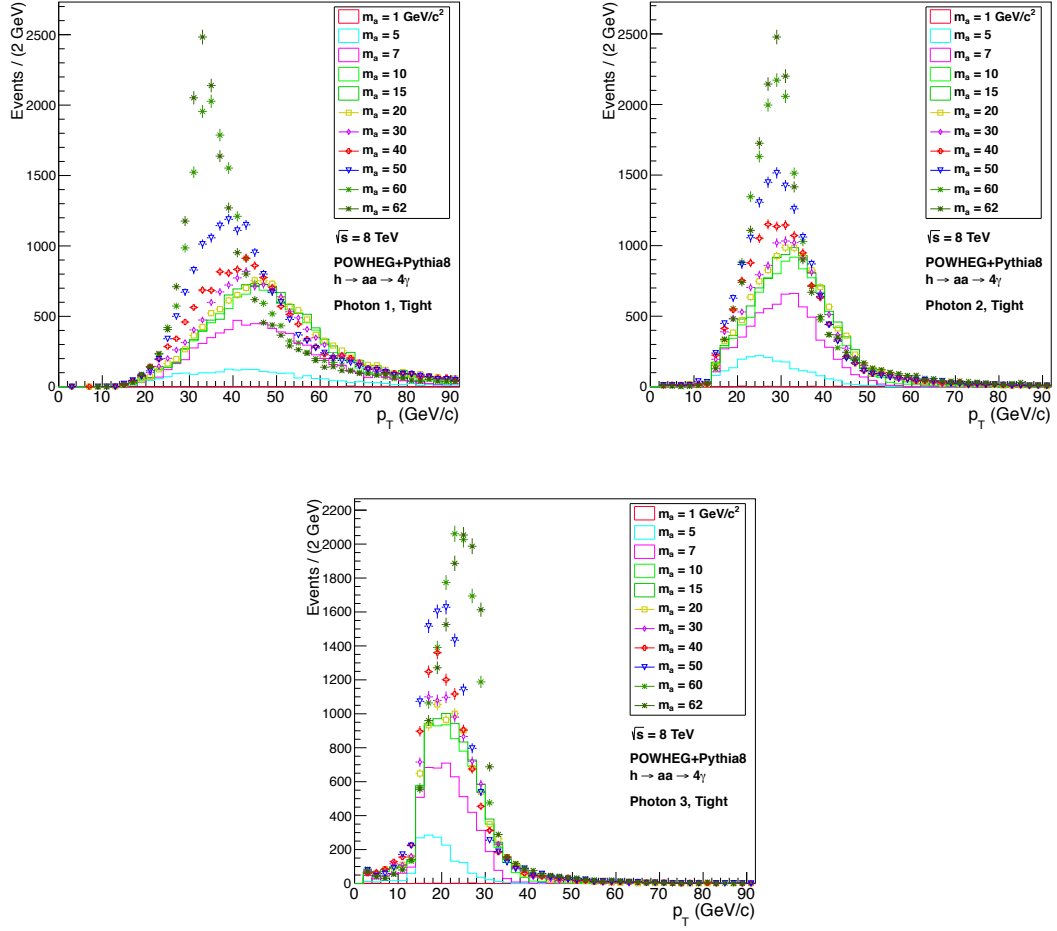 Events / (2 GeV)
2500
2000
1500
1000
500
0
0 10 20 30 40 50 60 70 80 90
p_T (GeV/c)
m_a = 1 GeV/c²
m_a = 5
m_a = 7
m_a = 10
m_a = 15
m_a = 20
m_a = 30
m_a = 40
m_a = 50
m_a = 60
m_a = 62
√s = 8 TeV
POWHEG+Pythia8
h → aa → 4γ
Photon 1, Tight
Events / (2 GeV)
2500
2000
1500
1000
500
0
0 10 20 30 40 50 60 70 80 90
p_T (GeV/c)
m_a = 1 GeV/c²
m_a = 5
m_a = 7
m_a = 10
m_a = 15
m_a = 20
m_a = 30
m_a = 40
m_a = 50
m_a = 60
m_a = 62
√s = 8 TeV
POWHEG+Pythia8
h → aa → 4γ
Photon 2, Tight
Events / (2 GeV)
2200
2000
1800
1600
1400
1200
1000
800
600
400
200
0
0 10 20 30 40 50 60 70 80 90
p_T (GeV/c)
m_a = 1 GeV/c²
m_a = 5
m_a = 7
m_a = 10
m_a = 15
m_a = 20
m_a = 30
m_a = 40
m_a = 50
m_a = 60
m_a = 62
√s = 8 TeV
POWHEG+Pythia8
h → aa → 4γ
Photon 3, Tight